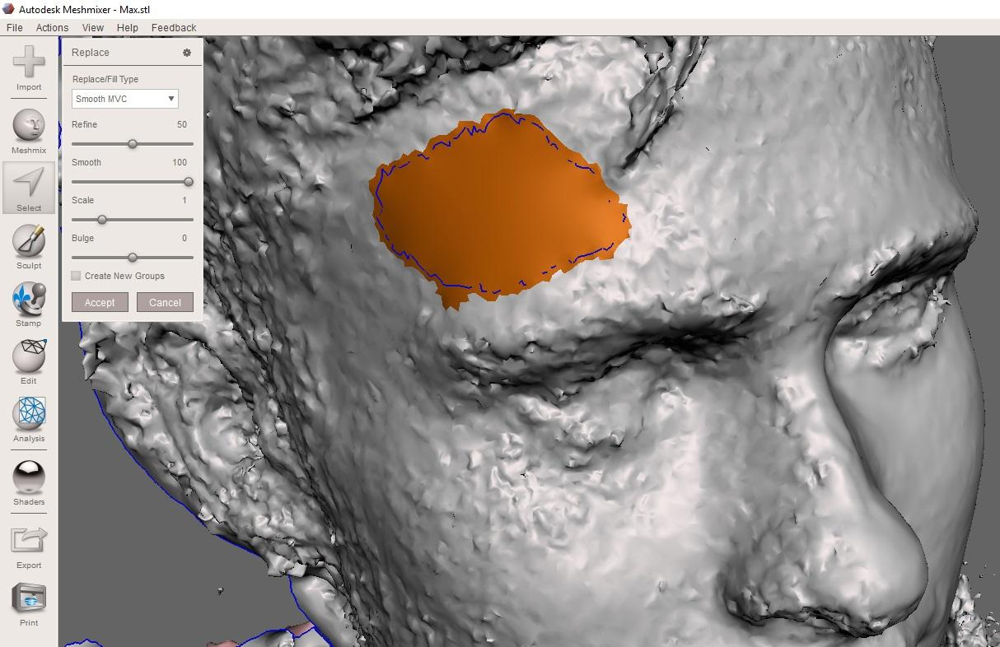 Autodesk Meshmixer - Max.stl
File Actions View Help Feedback
Import
Meshmix
Select
Sculpt
Stamp
Edit
Analysis
Shaders
Export
Print
Replace
Replace/Fill Type
Smooth MVC
Refine 50
Smooth 100
Scale 1
Bulge 0
Create New Groups
Accept Cancel